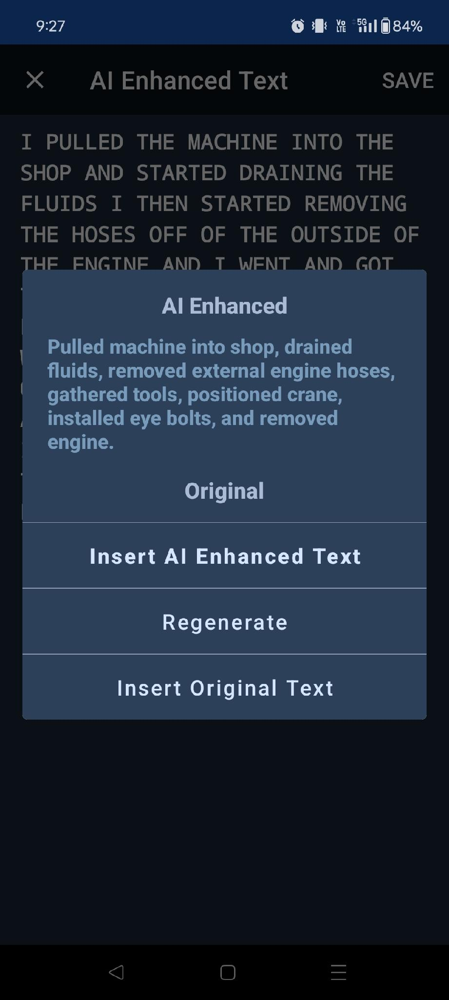 9:27
Vo LTE 5G 84%
AI Enhanced Text
SAVE
I PULLED THE MACHINE INTO THE
SHOP AND STARTED DRAINING THE
FLUIDS I THEN STARTED REMOVING
THE HOSES OFF OF THE OUTSIDE OF
THE ENGINE AND I WENT AND GOT
AI Enhanced
Pulled machine into shop, drained
fluids, removed external engine hoses,
gathered tools, positioned crane,
installed eye bolts, and removed
engine.
Original
Insert AI Enhanced Text
Regenerate
Insert Original Text